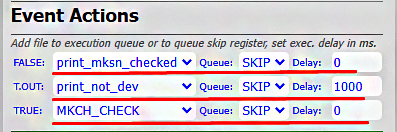 Event Actions
Add file to execution queue or to queue skip register, set exec. delay in ms.
FALSE: print_mksn_checked Queue: SKIP Delay: 0
T.OUT: print_not_dev Queue: SKIP Delay: 1000
TRUE: MKCH_CHECK Queue: SKIP Delay: 0